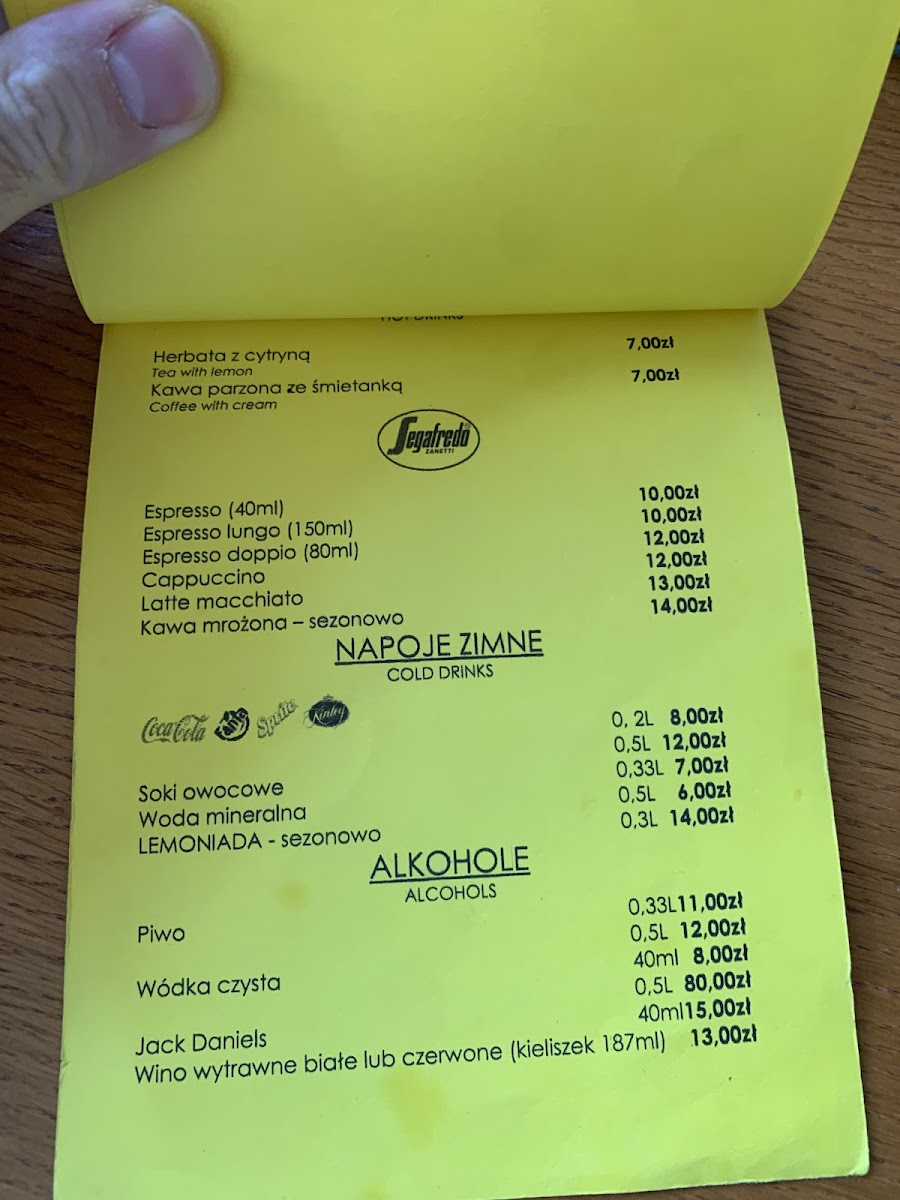 HOT DRINKS
Herbata z cytryną 7,00zł
Tea with lemon
Kawa parzona ze śmietanką 7,00zł
Coffee with cream
Segafredo
ZANETTI
Espresso (40ml) 10,00zł
Espresso lungo (150ml) 10,00zł
Espresso doppio (80ml) 12,00zł
Cappuccino 12,00zł
Latte macchiato 13,00zł
Kawa mrożona – sezonowo 14,00zł
NAPOJE ZIMNE
COLD DRINKS
Coca-Cola Fanta Sprite Kinley 0, 2L 8,00zł
0,5L 12,00zł
Soki owocowe 0,33L 7,00zł
Woda mineralna 0,5L 6,00zł
LEMONIADA - sezonowo 0,3L 14,00zł
ALKOHOLE
ALCOHOLS
Piwo 0,33L11,00zł
0,5L 12,00zł
Wódka czysta 40ml 8,00zł
0,5L 80,00zł
Jack Daniels 40ml15,00zł
Wino wytrawne białe lub czerwone (kieliszek 187ml) 13,00zł